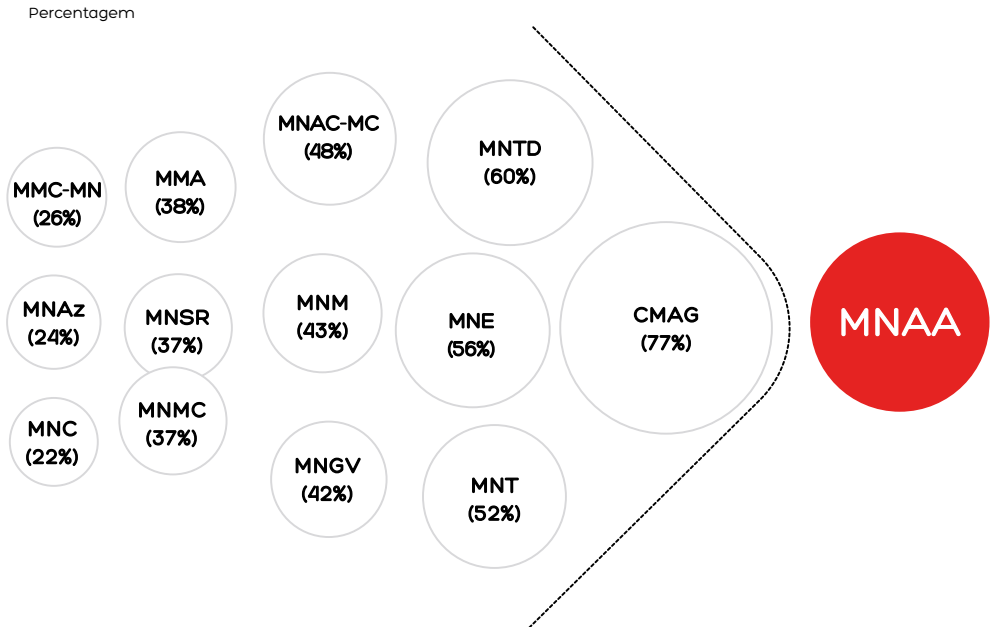 Percentagem
MNAC-MC
(48%)
MNTD
(60%)
MMA
(38%)
MMC-MN
(26%)
MNAz
(24%)
MNSR
(37%)
MNM
(43%)
MNE
(56%)
CMAG
(77%)
MNAA
MNMC
(37%)
MNC
(22%)
MNGV
(42%)
MNT
(52%)